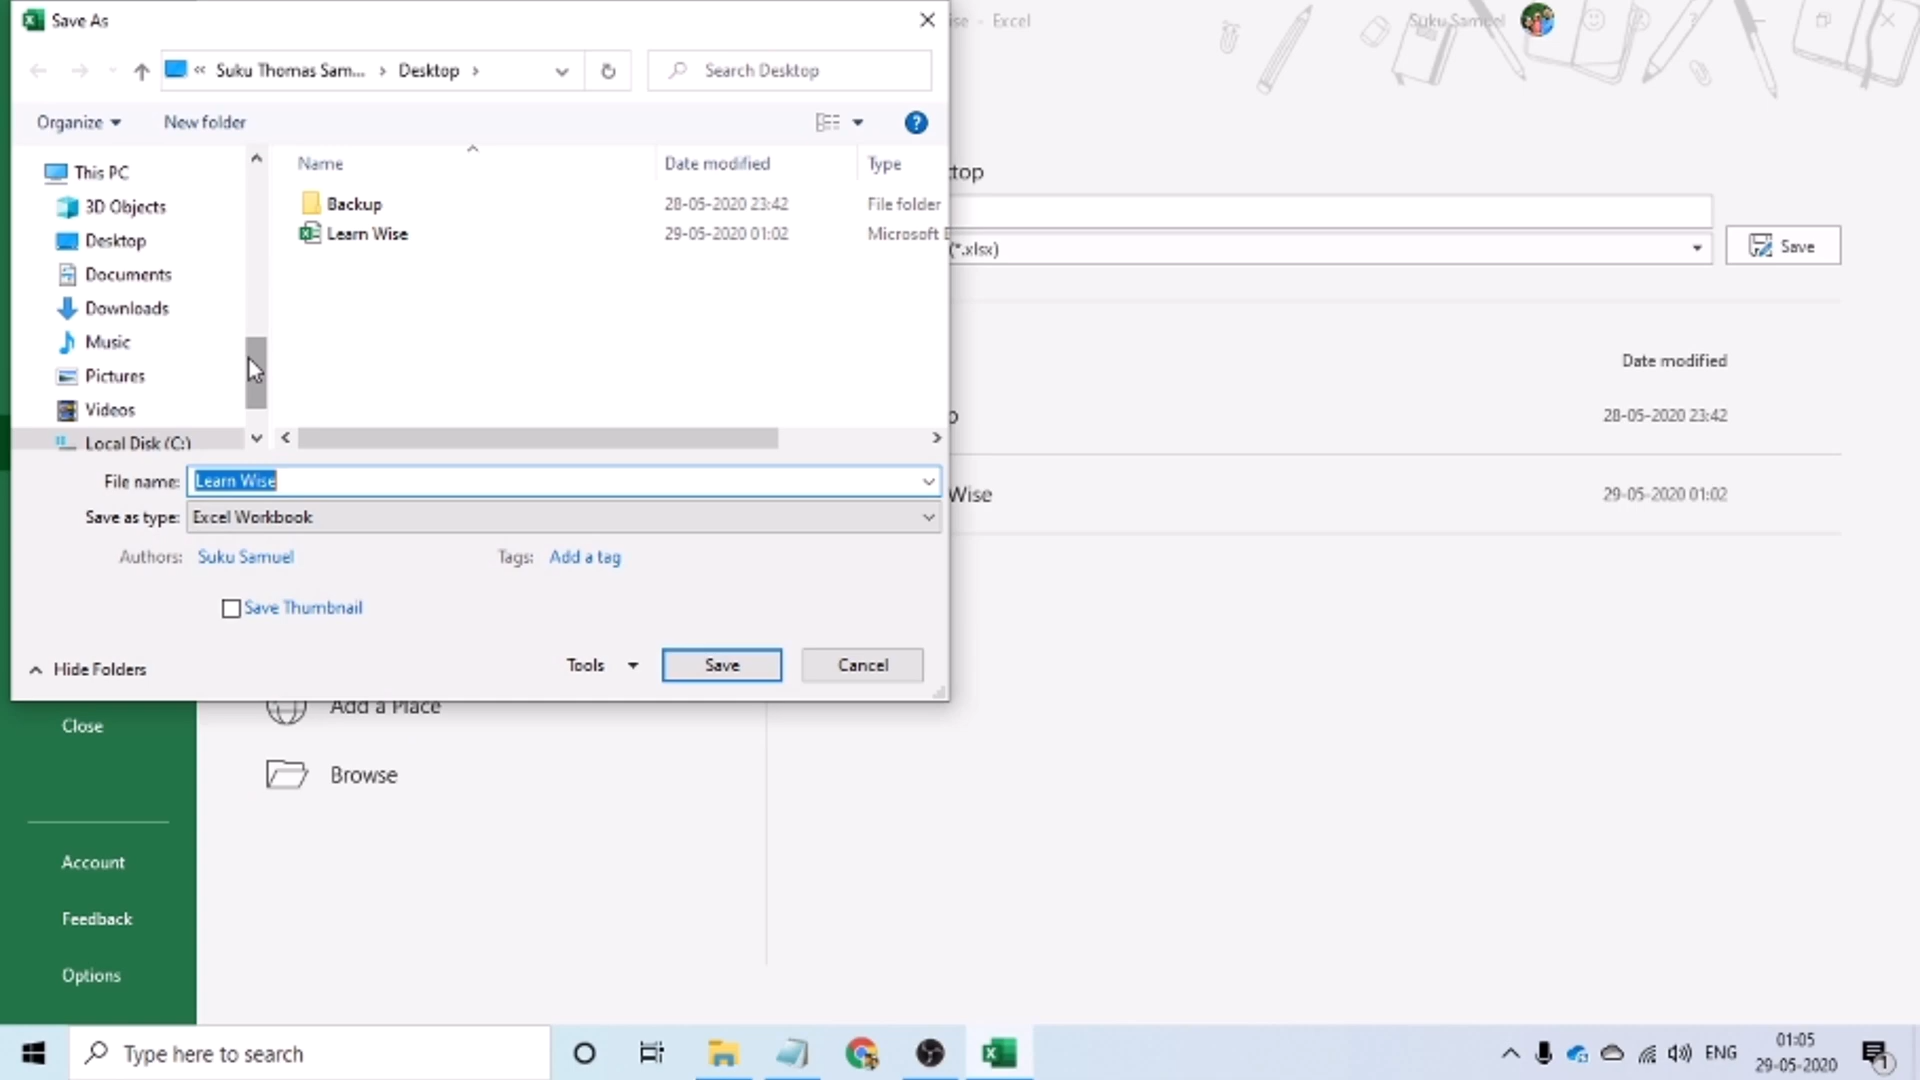 Save As
ise - Excel
Suku Samuel
« Suku Thomas Sam... › Desktop ›
Search Desktop
Organize
New folder
This PC
3D Objects
Desktop
Documents
Downloads
Music
Pictures
Videos
Local Disk (C:)
Name
Date modified
Type
Backup
28-05-2020 23:42
File folder
Learn Wise
29-05-2020 01:02
Microsoft E
File name:
Learn Wise
Save as type:
Excel Workbook
Authors:
Suku Samuel
Tags:
Add a tag
Save Thumbnail
Hide Folders
Tools
Save
Cancel
top
(*.xlsx)
Save
Date modified
28-05-2020 23:42
Wise
29-05-2020 01:02
Add a Place
Browse
Close
Account
Feedback
Options
Type here to search
ENG
01:05
29-05-2020
1